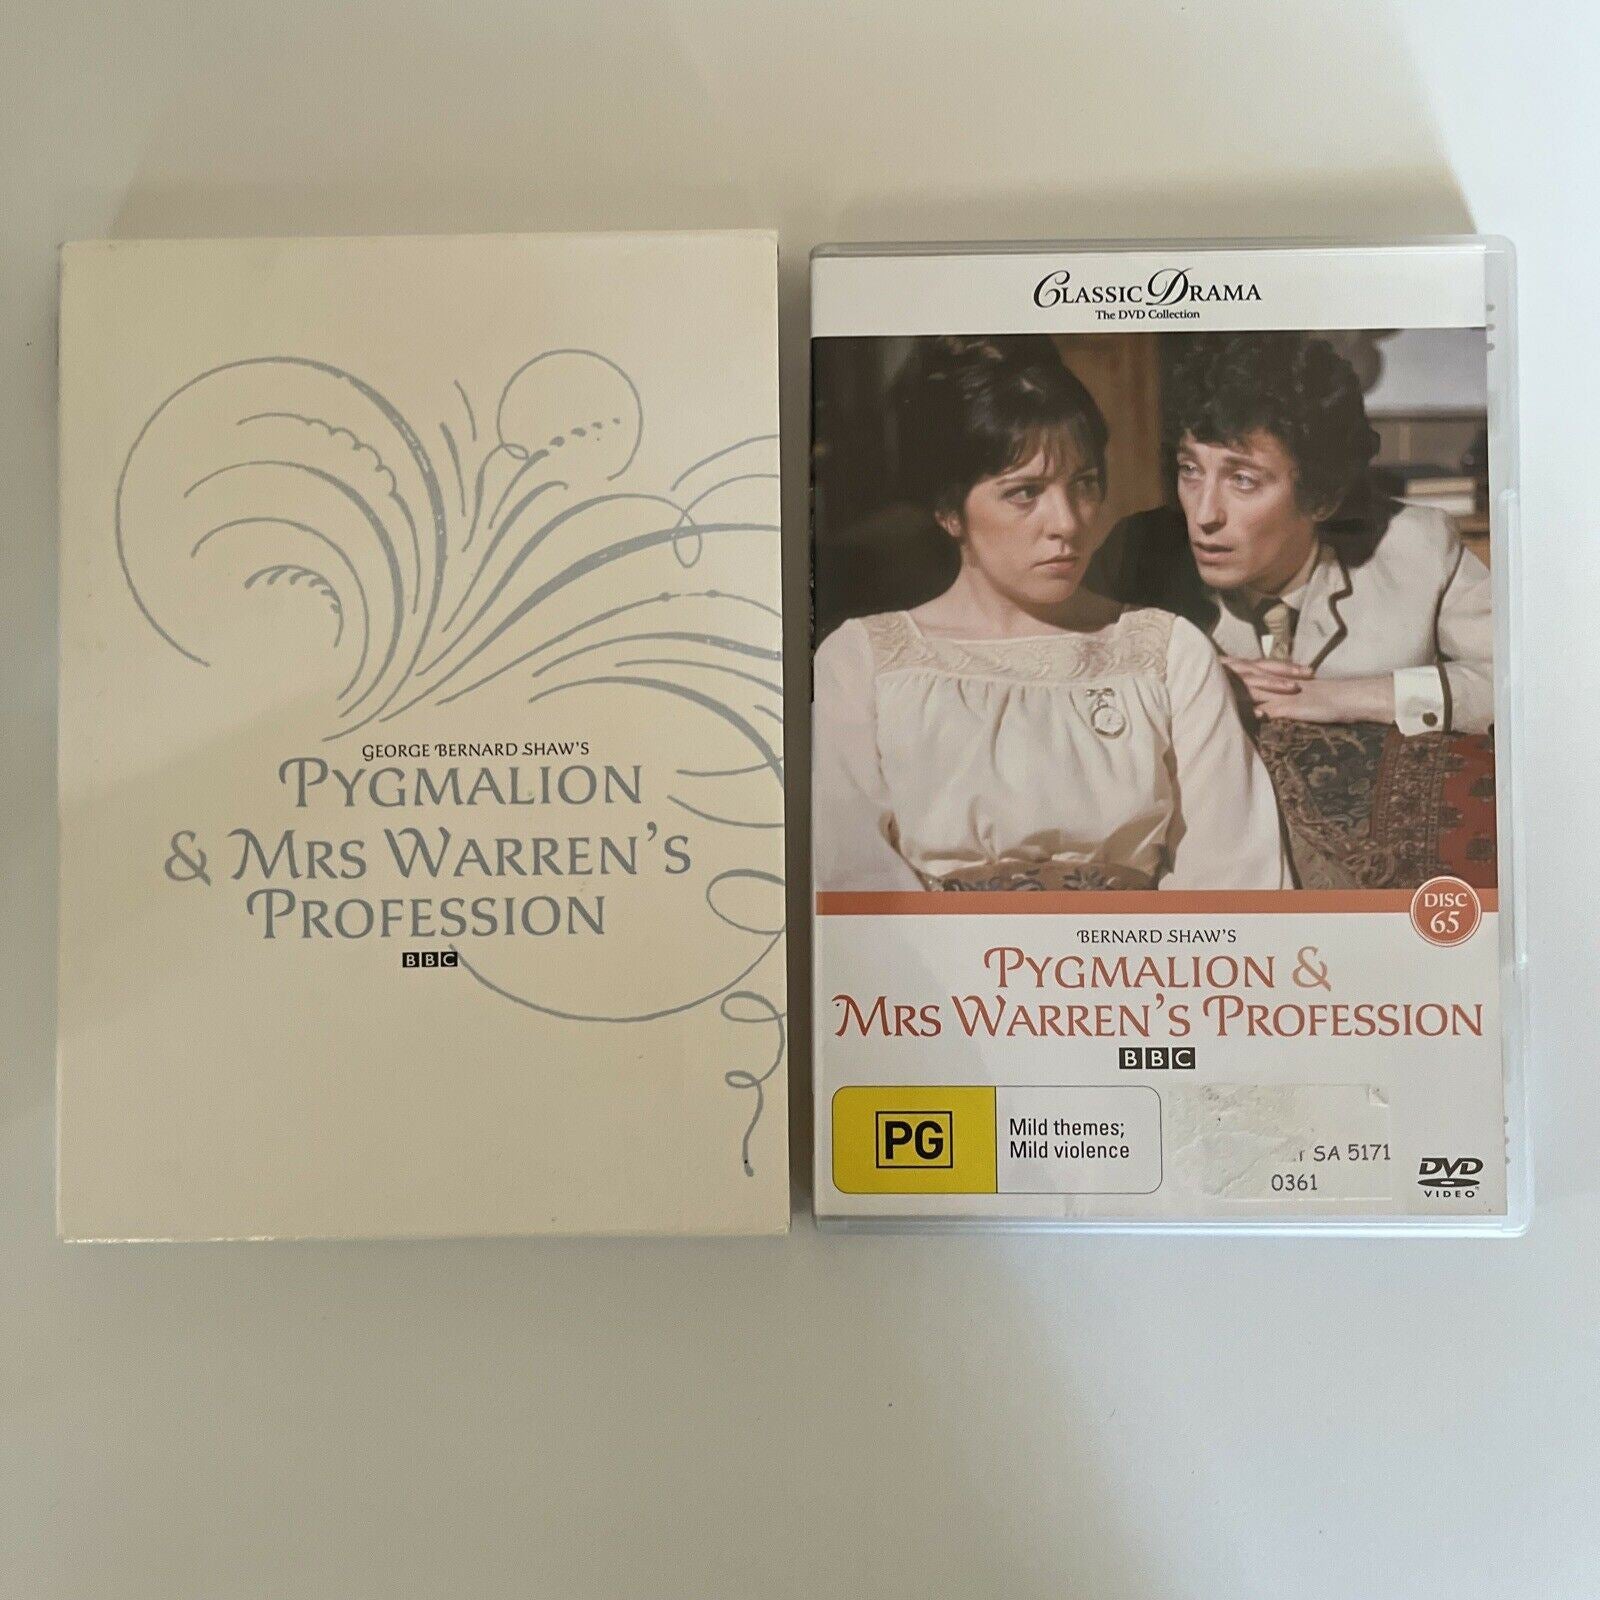 GEORGE BERNARD SHAW'S
PYGMALION
& MRS WARREN'S
PROFESSION
BBC
CLASSIC DRAMA
The DVD Collection
DISC
65
BERNARD SHAW'S
PYGMALION &
MRS WARREN'S PROFESSION
BBC
PG
Mild themes;
Mild violence
SA 5171
0361
DVD
VIDEO